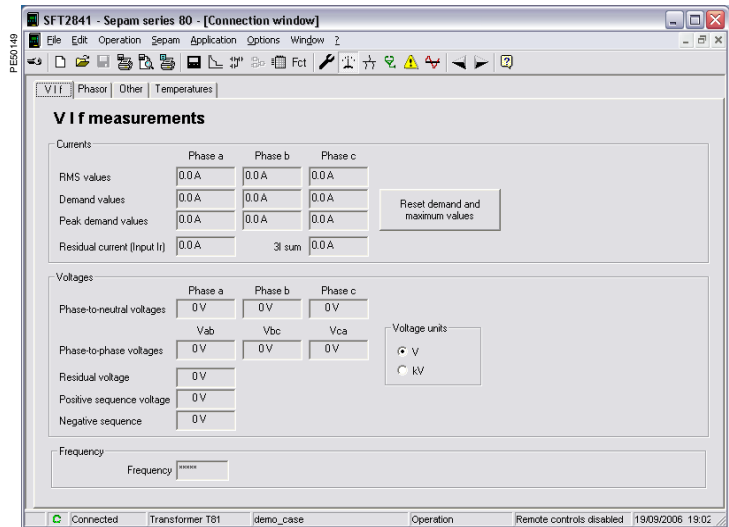 PE50149
SFT2841 - Sepam series 80 - [Connection window]
File Edit Operation Sepam Application Options Window ?
Fct
V I f Phasor Other Temperatures
V I f measurements
Currents
Phase a Phase b Phase c
RMS values 0.0 A 0.0 A 0.0 A
Demand values 0.0 A 0.0 A 0.0 A
Peak demand values 0.0 A 0.0 A 0.0 A
Reset demand and
maximum values
Residual current (Input Ir) 0.0 A 3I sum 0.0 A
Voltages
Phase a Phase b Phase c
Phase-to-neutral voltages 0 V 0 V 0 V
Vab Vbc Vca
Phase-to-phase voltages 0 V 0 V 0 V
Voltage units
V
kV
Residual voltage 0 V
Positive sequence voltage 0 V
Negative sequence 0 V
Frequency
Frequency *****
Connected Transformer T81 demo_case Operation Remote controls disabled 19/09/2006 19:02